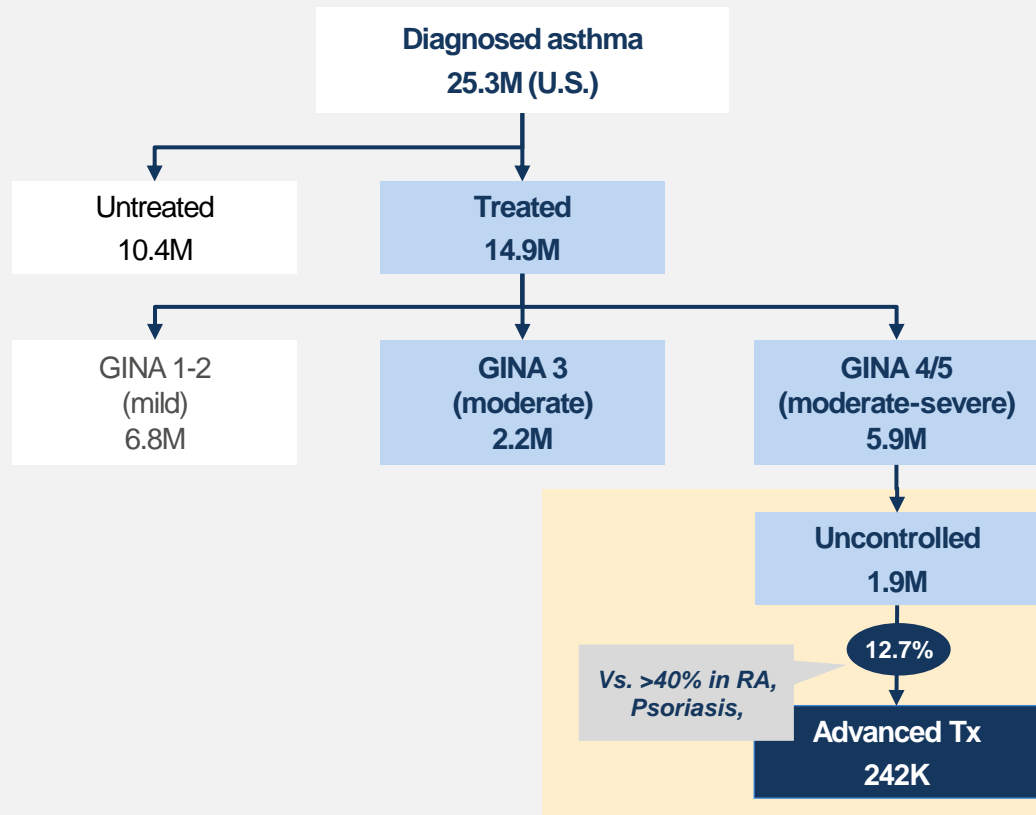 Diagnosed asthma
25.3M (U.S.)
Untreated
10.4M
Treated
14.9M
GINA 1-2
(mild)
6.8M
GINA 3
(moderate)
2.2M
GINA 4/5
(moderate-severe)
5.9M
Uncontrolled
1.9M
12.7%
Vs. >40% in RA,
Psoriasis,
Advanced Tx
242K